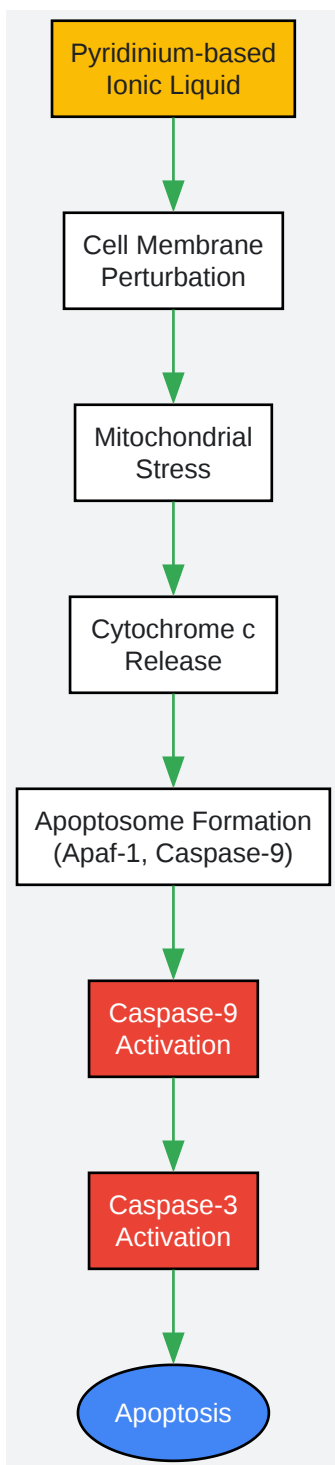 Pyridinium-based
Ionic Liquid
Cell Membrane
Perturbation
Mitochondrial
Stress
Cytochrome c
Release
Apoptosome Formation
(Apaf-1, Caspase-9)
Caspase-9
Activation
Caspase-3
Activation
Apoptosis